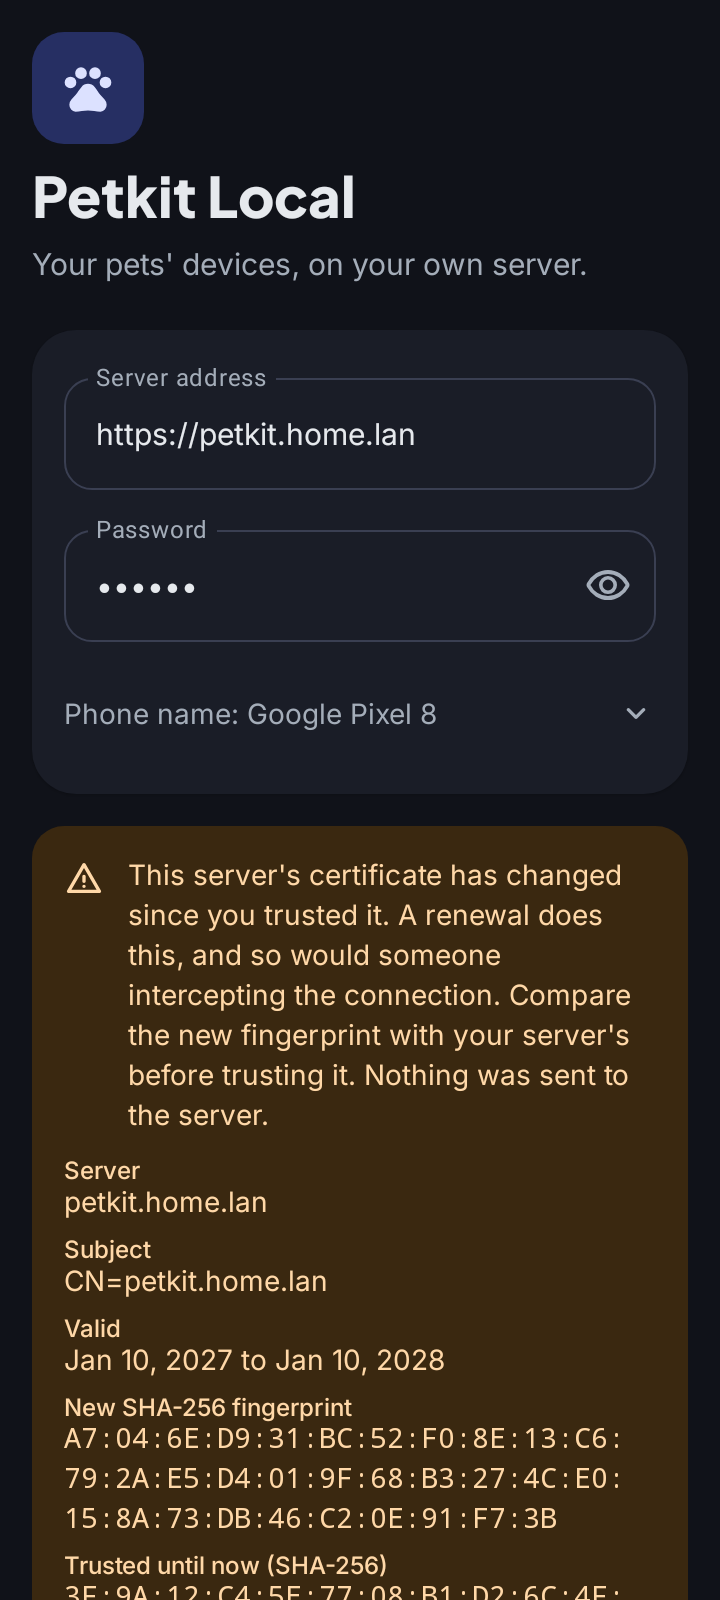 Petkit Local
Your pets' devices, on your own server.
Server address
https://petkit.home.lan
Password
••••••
Phone name: Google Pixel 8
This server's certificate has changed
since you trusted it. A renewal does
this, and so would someone
intercepting the connection. Compare
the new fingerprint with your server's
before trusting it. Nothing was sent to
the server.
Server
petkit.home.lan
Subject
CN=petkit.home.lan
Valid
Jan 10, 2027 to Jan 10, 2028
New SHA-256 fingerprint
A7:04:6E:D9:31:BC:52:F0:8E:13:C6:
79:2A:E5:D4:01:9F:68:B3:27:4C:E0:
15:8A:73:DB:46:C2:0E:91:F7:3B
Trusted until now (SHA-256)